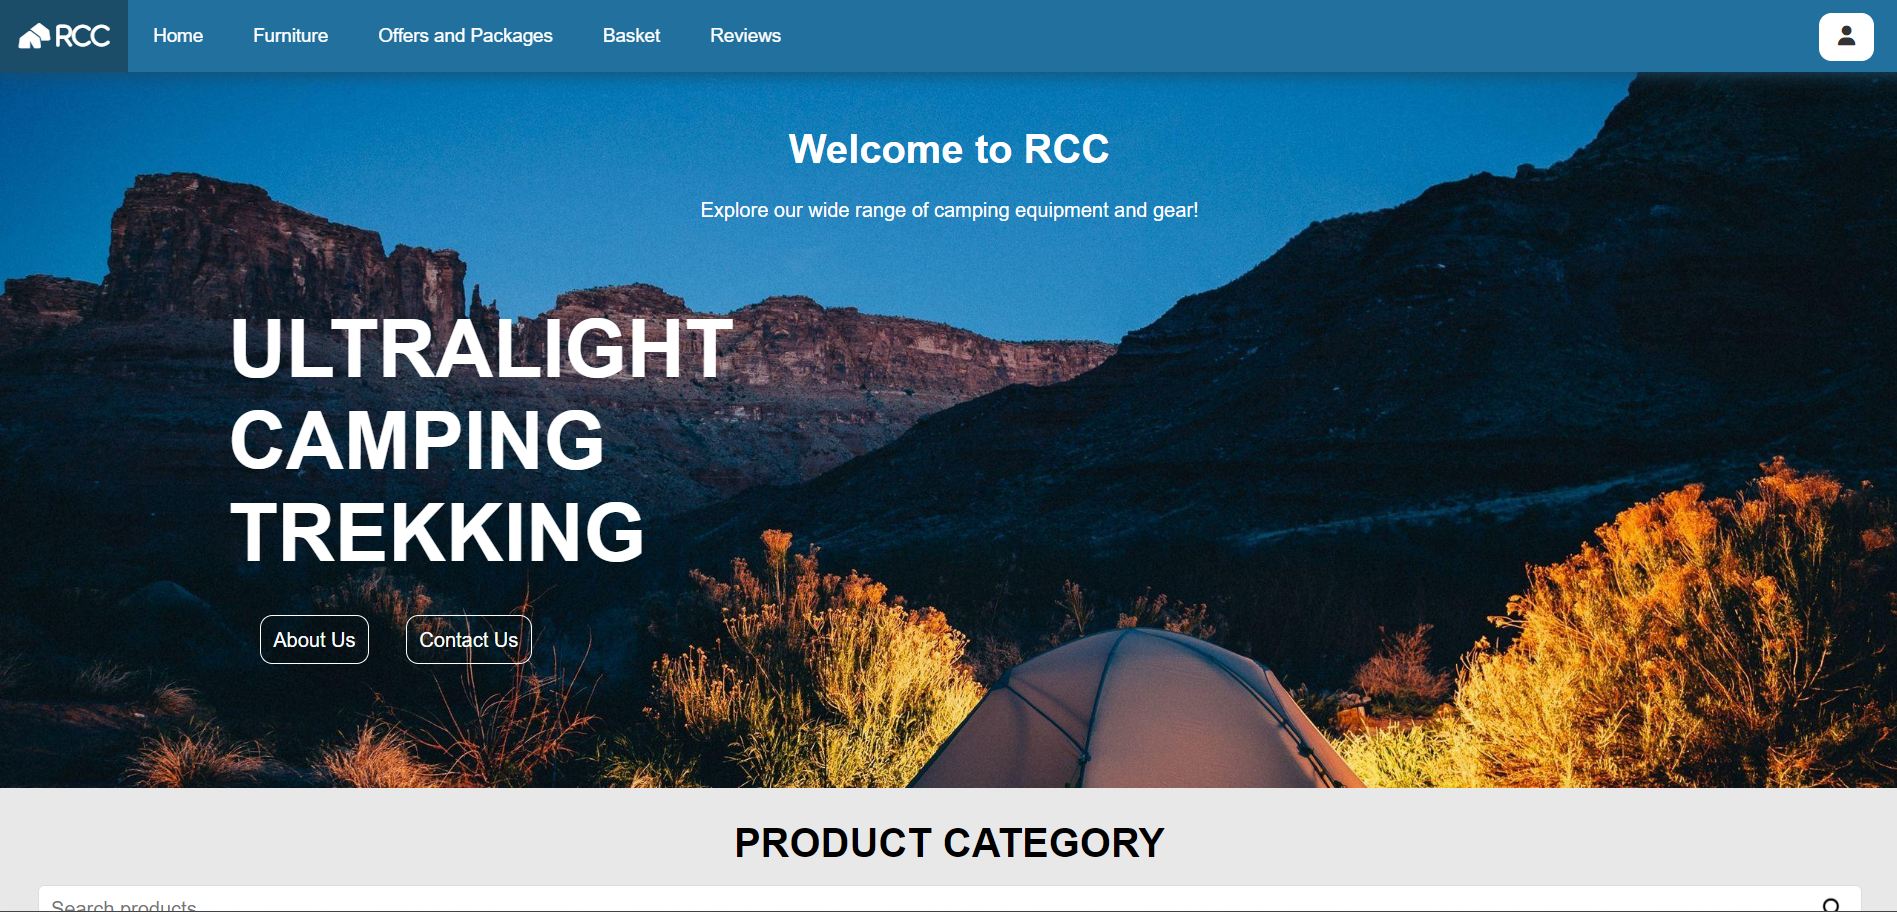 RCC
Home
Furniture
Offers and Packages
Basket
Reviews
Welcome to RCC
Explore our wide range of camping equipment and gear!
ULTRALIGHT
CAMPING
TREKKING
About Us
Contact Us
PRODUCT CATEGORY
Search products